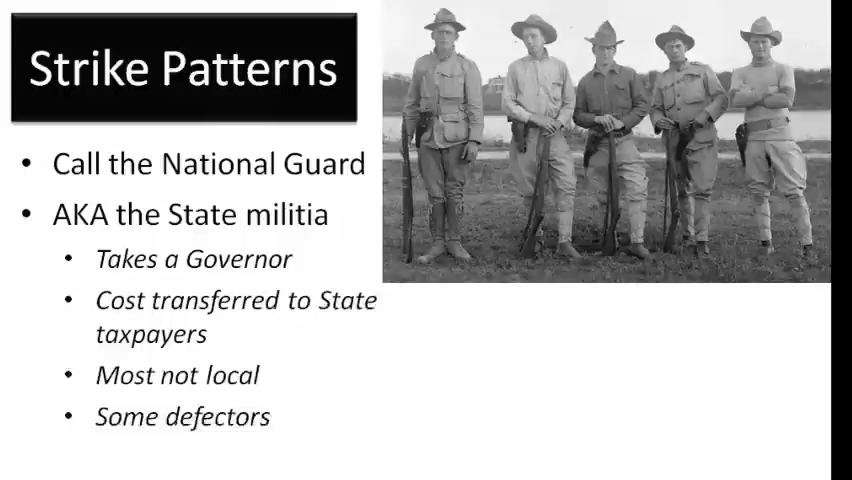 Strike Patterns
• Call the National Guard
• AKA the State militia
• Takes a Governor
• Cost transferred to State
taxpayers
• Most not local
• Some defectors